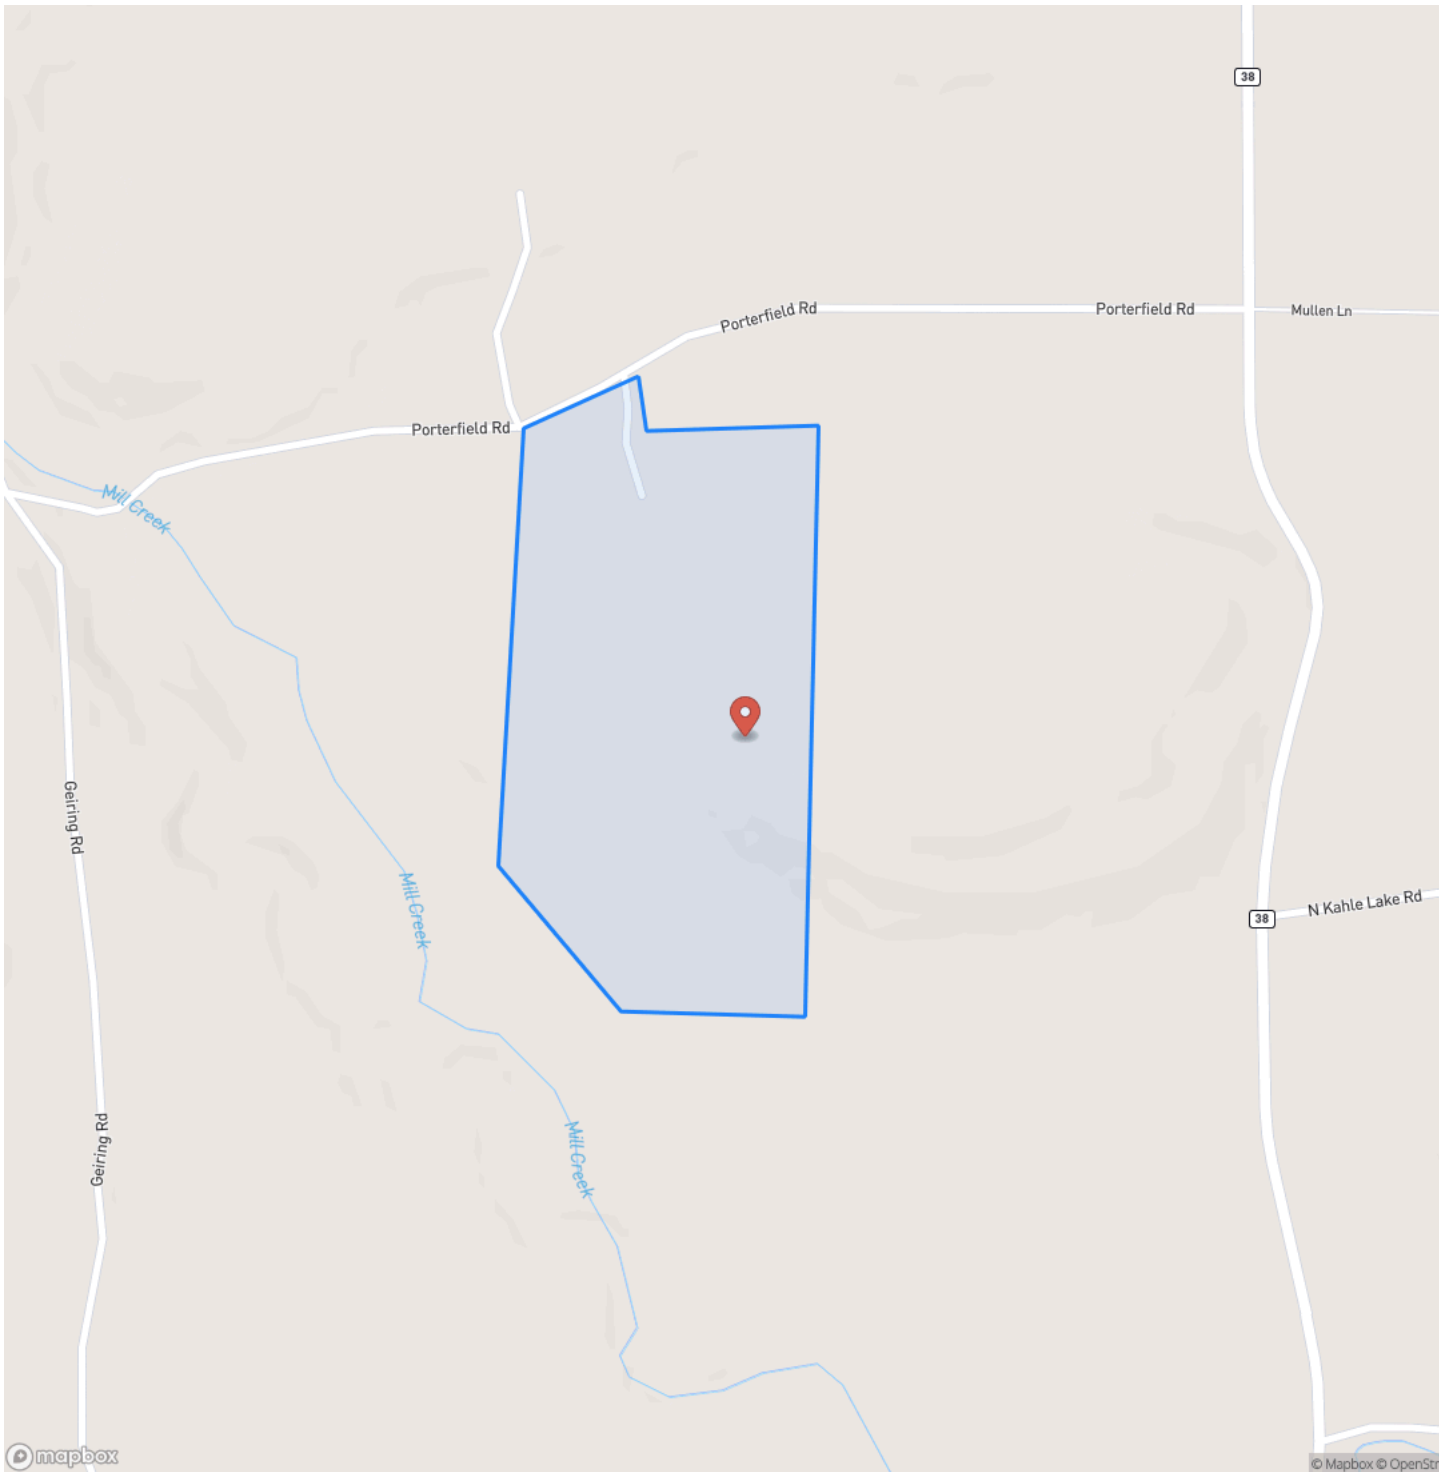 38
Porterfield Rd
Porterfield Rd
Mullen Ln
Porterfield Rd
Mill Creek
Geiring Rd
Mill Creek
N Kahle Lake Rd
38
Geiring Rd
Mill Creek
mapbox
© Mapbox © OpenStr